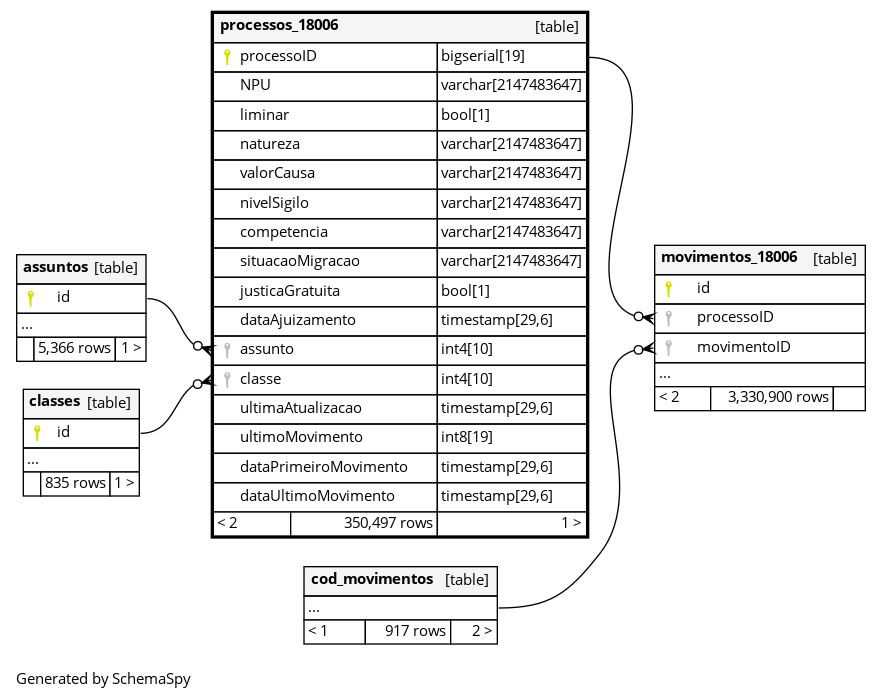 processos_18006 [table]
processoID bigserial[19]
NPU varchar[2147483647]
liminar bool[1]
natureza varchar[2147483647]
valorCausa varchar[2147483647]
nivelSigilo varchar[2147483647]
competencia varchar[2147483647]
situacaoMigracao varchar[2147483647]
justicaGratuita bool[1]
dataAjuizamento timestamp[29,6]
assunto int4[10]
classe int4[10]
ultimaAtualizacao timestamp[29,6]
ultimoMovimento int8[19]
dataPrimeiroMovimento timestamp[29,6]
dataUltimoMovimento timestamp[29,6]
< 2 350,497 rows 1 >
assuntos [table]
id
...
5,366 rows 1 >
classes [table]
id
...
835 rows 1 >
movimentos_18006 [table]
id
processoID
movimentoID
...
< 2 3,330,900 rows
cod_movimentos [table]
...
< 1 917 rows 2 >
Generated by SchemaSpy